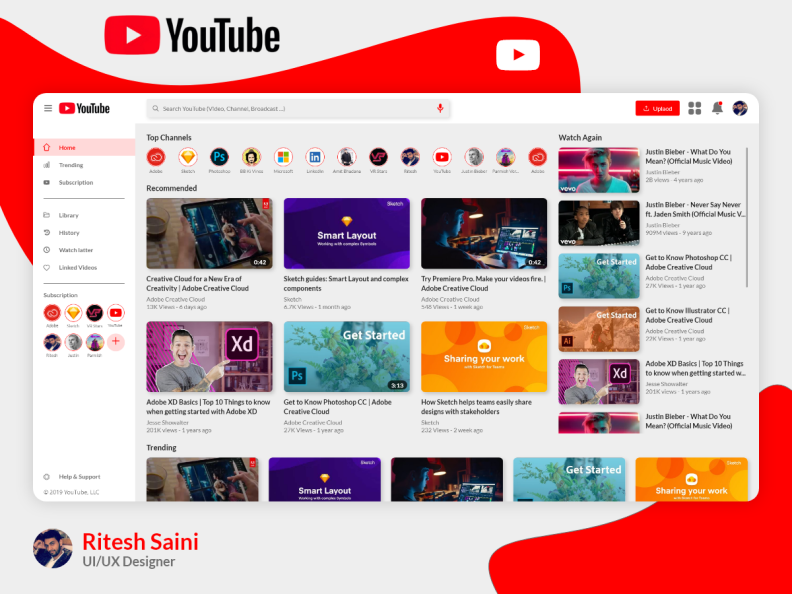 YouTube
YouTube
Search YouTube (Video, Channel, Broadcast ...)
Upload
Home
Trending
Subscription
Library
History
Watch latter
Linked Videos
Subscription
Adobe
Sketch
VR Stars
YouTube
Ritesh
Justin
Help & Support
© 2019 YouTube, LLC
Top Channels
Adobe
Sketch
Photoshop
Microsoft
LinkedIn
Amit Bhadana
VR Stars
Ritesh
YouTube
Justin Bieber
Adobe
Recommended
0:42
Creative Cloud for a New Era of
Creativity | Adobe Creative Cloud
Adobe Creative Cloud
13K Views - 6 days ago
Sketch
Smart Layout
Working with complex Symbols
Sketch guides: Smart Layout and complex
components
Sketch
6.7K Views - 1 month ago
0:42
Try Premiere Pro. Make your videos fire. |
Adobe Creative Cloud
Adobe Creative Cloud
548 Views - 1 week ago
Xd
Adobe XD Basics | Top 10 Things to know
when getting started with Adobe XD
Jesse Showalter
201K views - 1 years ago
Get Started
Ps
3:13
Get to Know Photoshop CC | Adobe
Creative Cloud
Adobe Creative Cloud
27K Views - 1 year ago
Sketch
Sharing your work
with Sketch for Teams
How Sketch helps teams easily share
designs with stakeholders
Sketch
232 Views - 2 week ago
Trending
Sketch
Smart Layout
Working with complex Symbols
Get Started
Sketch
Sharing your work
with Sketch for Teams
Watch Again
vevo
Justin Bieber - What Do You
Mean? (Official Music Video)
Justin Bieber
2B views - 4 years ago
vevo
Justin Bieber - Never Say Never
ft. Jaden Smith (Official Music V...
Justin Bieber
909M views - 9 years ago
Get Started
Ps
Get to Know Photoshop CC |
Adobe Creative Cloud
Adobe Creative Cloud
27K Views - 1 Year ago
Get Started
Ai
Get to Know Illustrator CC |
Adobe Creative Cloud
Adobe Creative Cloud
Xd
Adobe XD Basics | Top 10 Things
to know when getting started w...
Jesse Showalter
201K views - 1 years ago
Justin Bieber - What Do You
Mean? (Official Music Video)
Ritesh Saini
UI/UX Designer